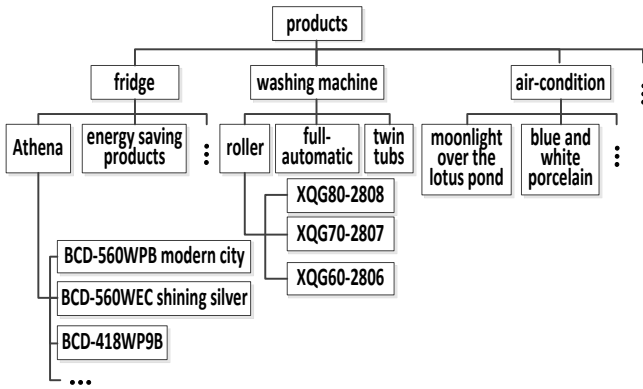 products
fridge
washing machine
air-condition
Athena
energy saving
products
roller
full-
automatic
twin
tubs
moonlight
over the
lotus pond
blue and
white
porcelain
XQG80-2808
XQG70-2807
XQG60-2806
BCD-560WPB modern city
BCD-560WEC shining silver
BCD-418WP9B
...